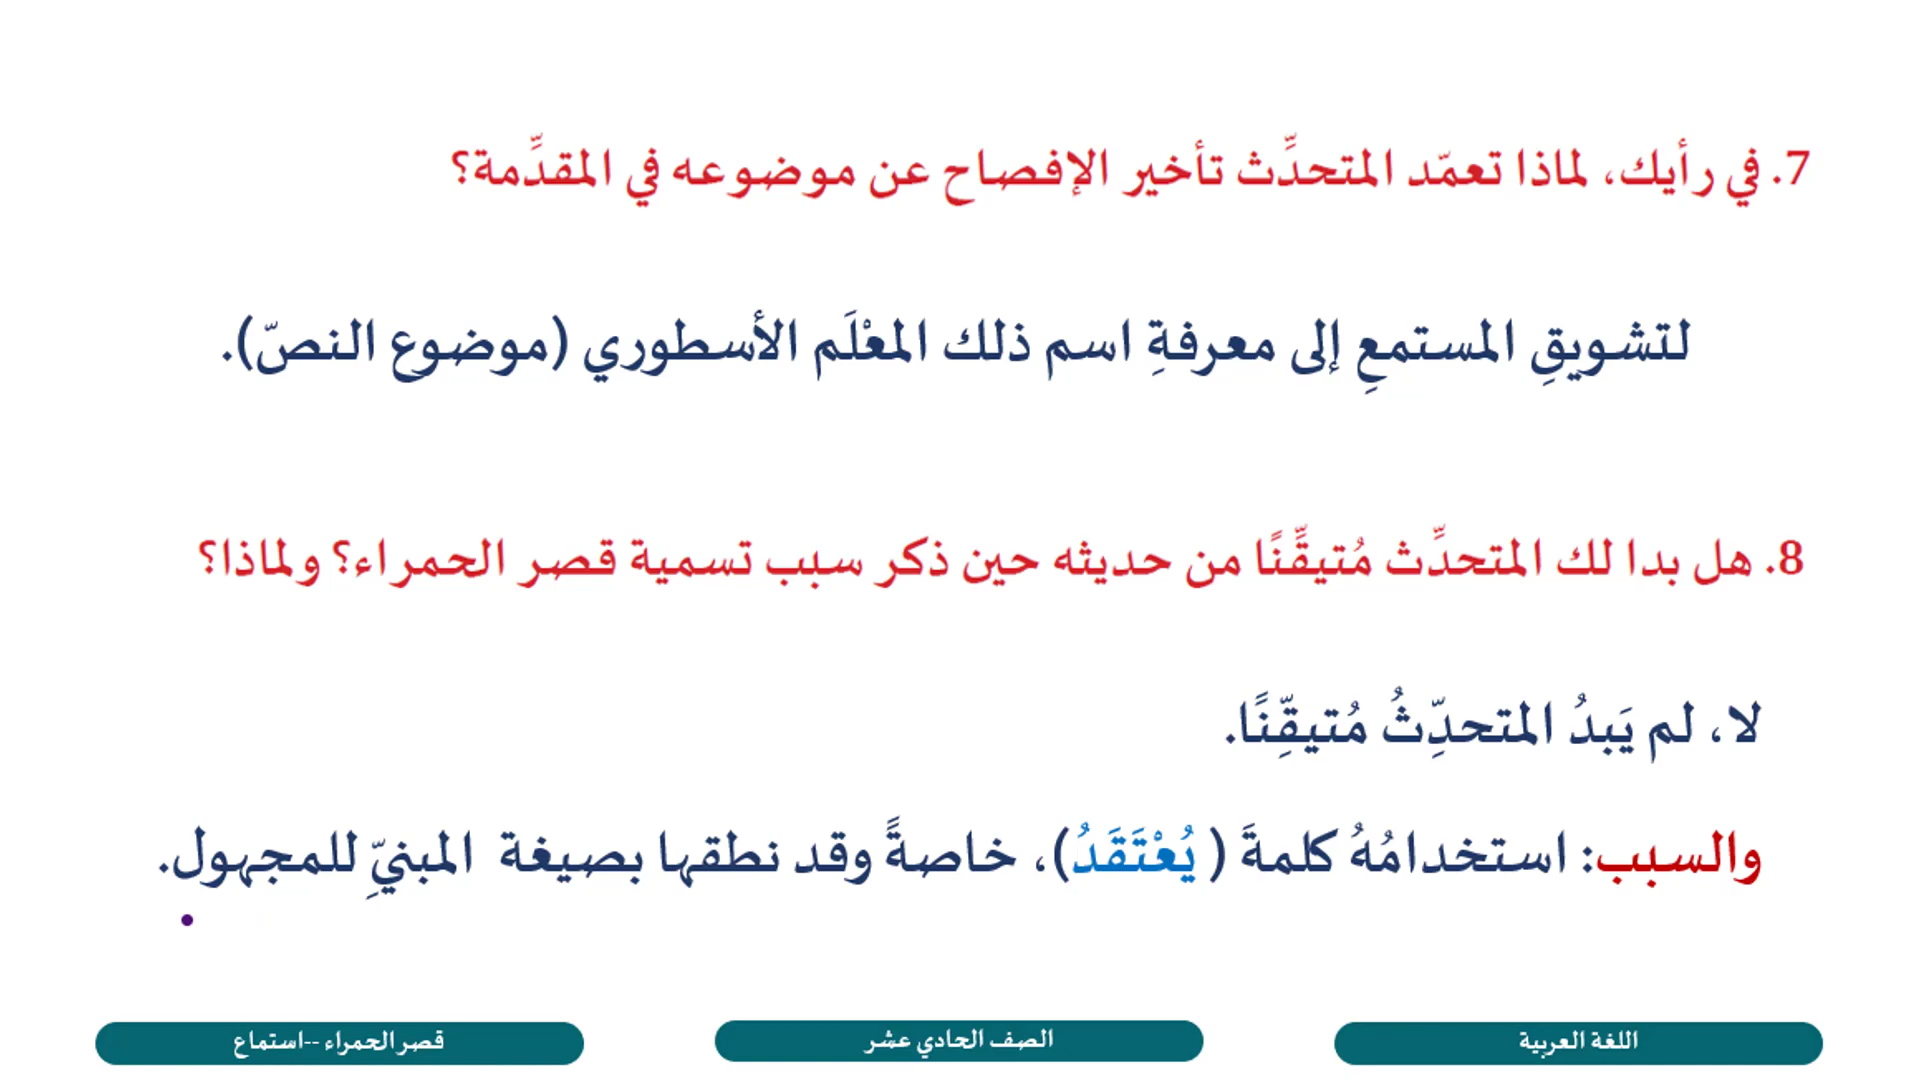 7. في رأيك، لماذا تعمّد المتحدِّث تأخير الإفصاح عن موضوعه في المقدِّمة؟
لتشويقِ المستمعِ إلى معرفةِ اسم ذلك المعْلَم الأسطوري (موضوع النصّ).
8. هل بدا لك المتحدِّث مُتيقِّنًا من حديثه حين ذكر سبب تسمية قصر الحمراء؟ ولماذا؟
لا، لم يَبدُ المتحدِّثُ مُتيقِّنًا.
والسبب: استخدامُهُ كلمةَ ( يُعْتَقَدُ)، خاصةً وقد نطقها بصيغة المبنيِّ للمجهول.
اللغة العربية
الصف الحادي عشر
قصر الحمراء --استماع